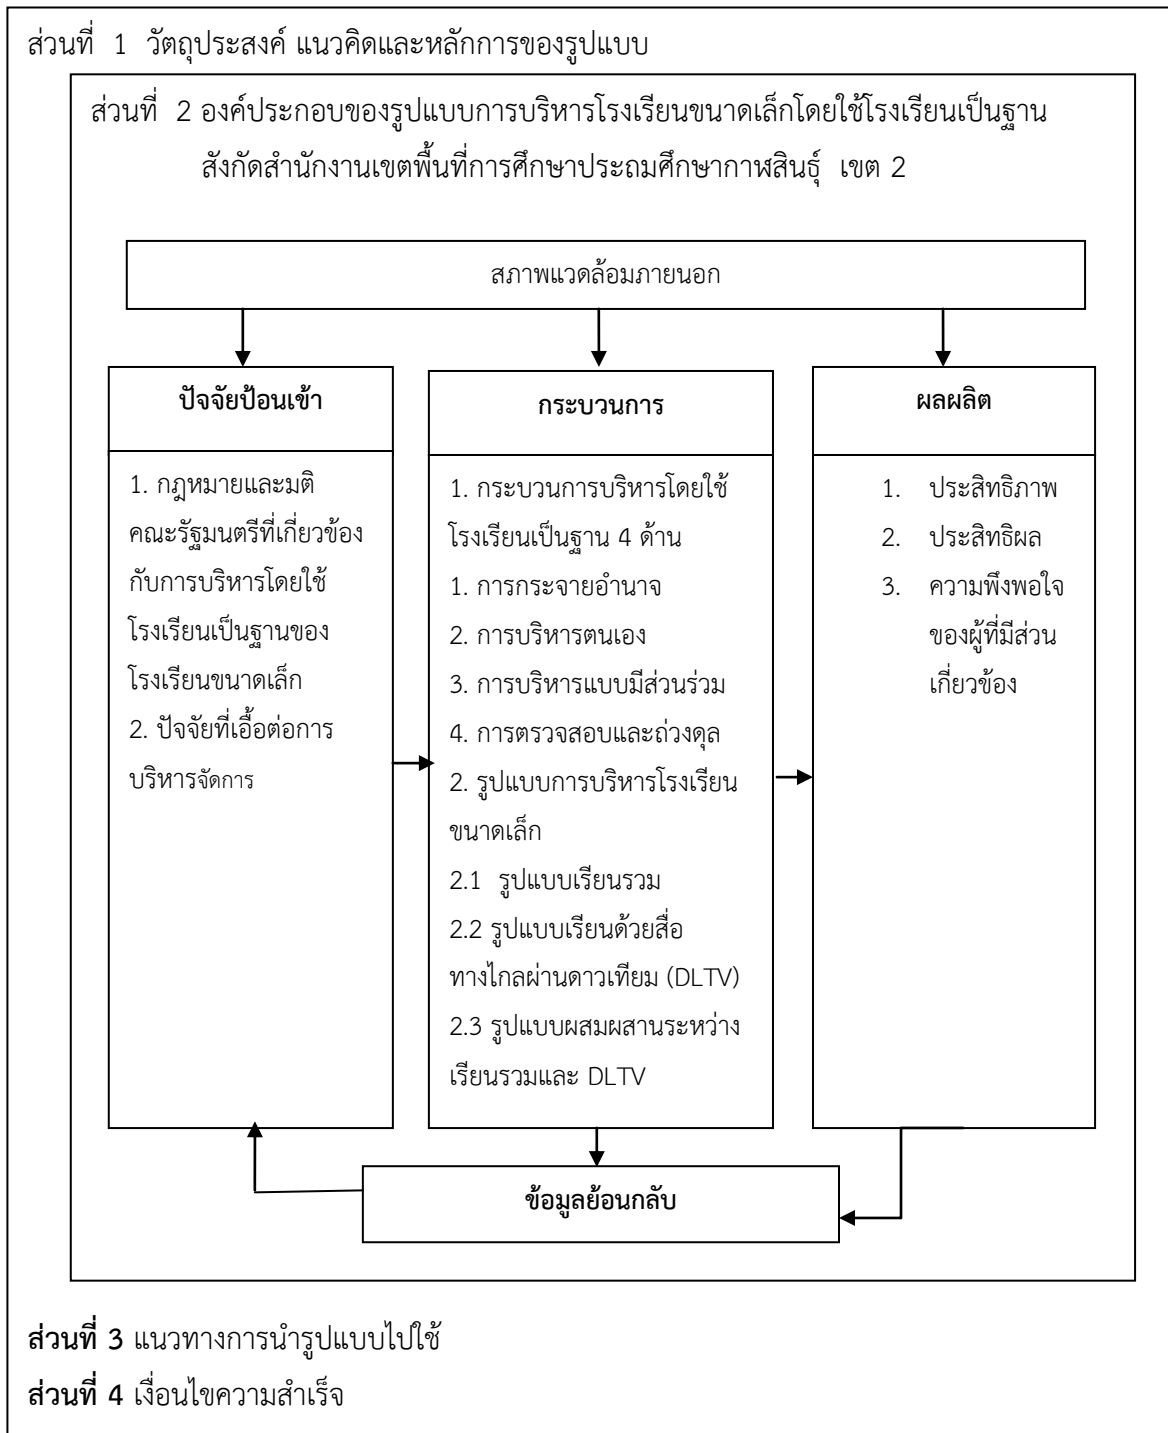 ส่วนที่ 1 วัตถุประสงค์ แนวคิดและหลักการของรูปแบบ
ส่วนที่ 2 องค์ประกอบของรูปแบบการบริหารโรงเรียนขนาดเล็กโดยใช้โรงเรียนเป็นฐาน
สังกัดสำนักงานเขตพื้นที่การศึกษาประถมศึกษากาฬสินธุ์ เขต 2
สภาพแวดล้อมภายนอก
ปัจจัยป้อนเข้า
1. กฎหมายและมติ
คณะรัฐมนตรีที่เกี่ยวข้อง
กับการบริหารโดยใช้
โรงเรียนเป็นฐานของ
โรงเรียนขนาดเล็ก
2. ปัจจัยที่เอื้อต่อการ
บริหารจัดการ
กระบวนการ
1. กระบวนการบริหารโดยใช้
โรงเรียนเป็นฐาน 4 ด้าน
1. การกระจายอำนาจ
2. การบริหารตนเอง
3. การบริหารแบบมีส่วนร่วม
4. การตรวจสอบและถ่วงดุล
2. รูปแบบการบริหารโรงเรียน
ขนาดเล็ก
2.1 รูปแบบเรียนรวม
2.2 รูปแบบเรียนด้วยสื่อ
ทางไกลผ่านดาวเทียม (DLTV)
2.3 รูปแบบผสมผสานระหว่าง
เรียนรวมและ DLTV
ผลผลิต
1. ประสิทธิภาพ
2. ประสิทธิผล
3. ความพึงพอใจ
ของผู้ที่มีส่วน
เกี่ยวข้อง
ข้อมูลย้อนกลับ
ส่วนที่ 3 แนวทางการนำรูปแบบไปใช้
ส่วนที่ 4 เงื่อนไขความสำเร็จ